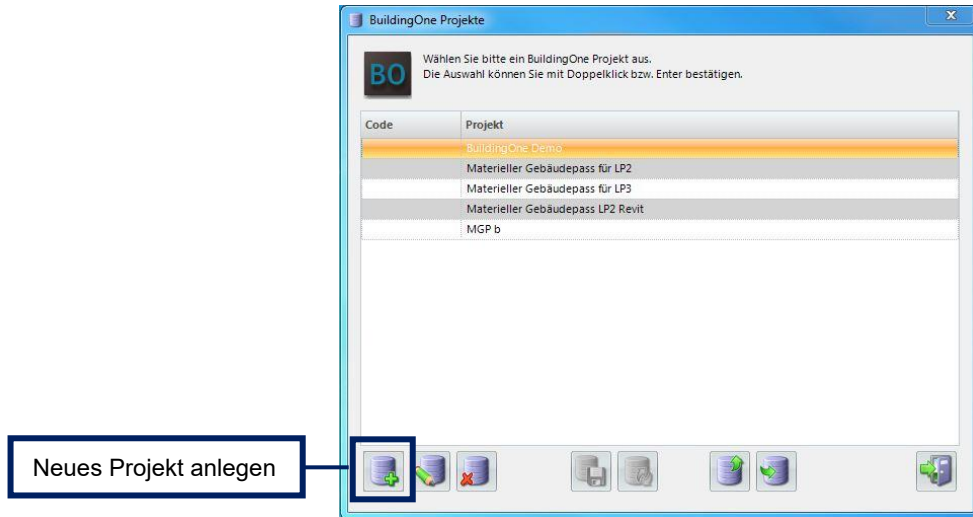 BuildingOne Projekte
BO
Wählen Sie bitte ein BuildingOne Projekt aus.
Die Auswahl können Sie mit Doppelklick bzw. Enter bestätigen.
Code Projekt
BuildingOne Demo
Materieller Gebäudepass für LP2
Materieller Gebäudepass für LP3
Materieller Gebäudepass LP2 Revit
MGP b
Neues Projekt anlegen